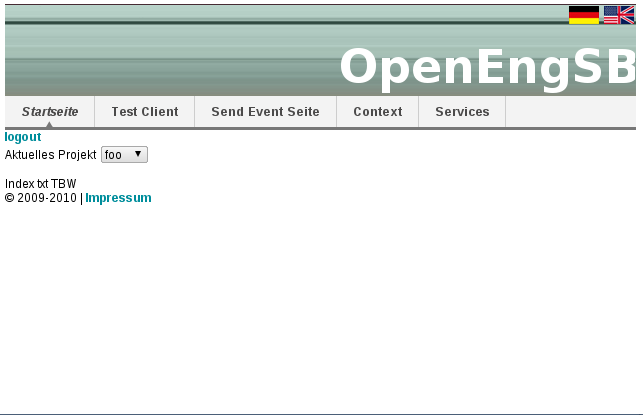 OpenEngSB
Startseite Test Client Send Event Seite Context Services
logout
Aktuelles Projekt foo
Index txt TBW
© 2009-2010 | Impressum